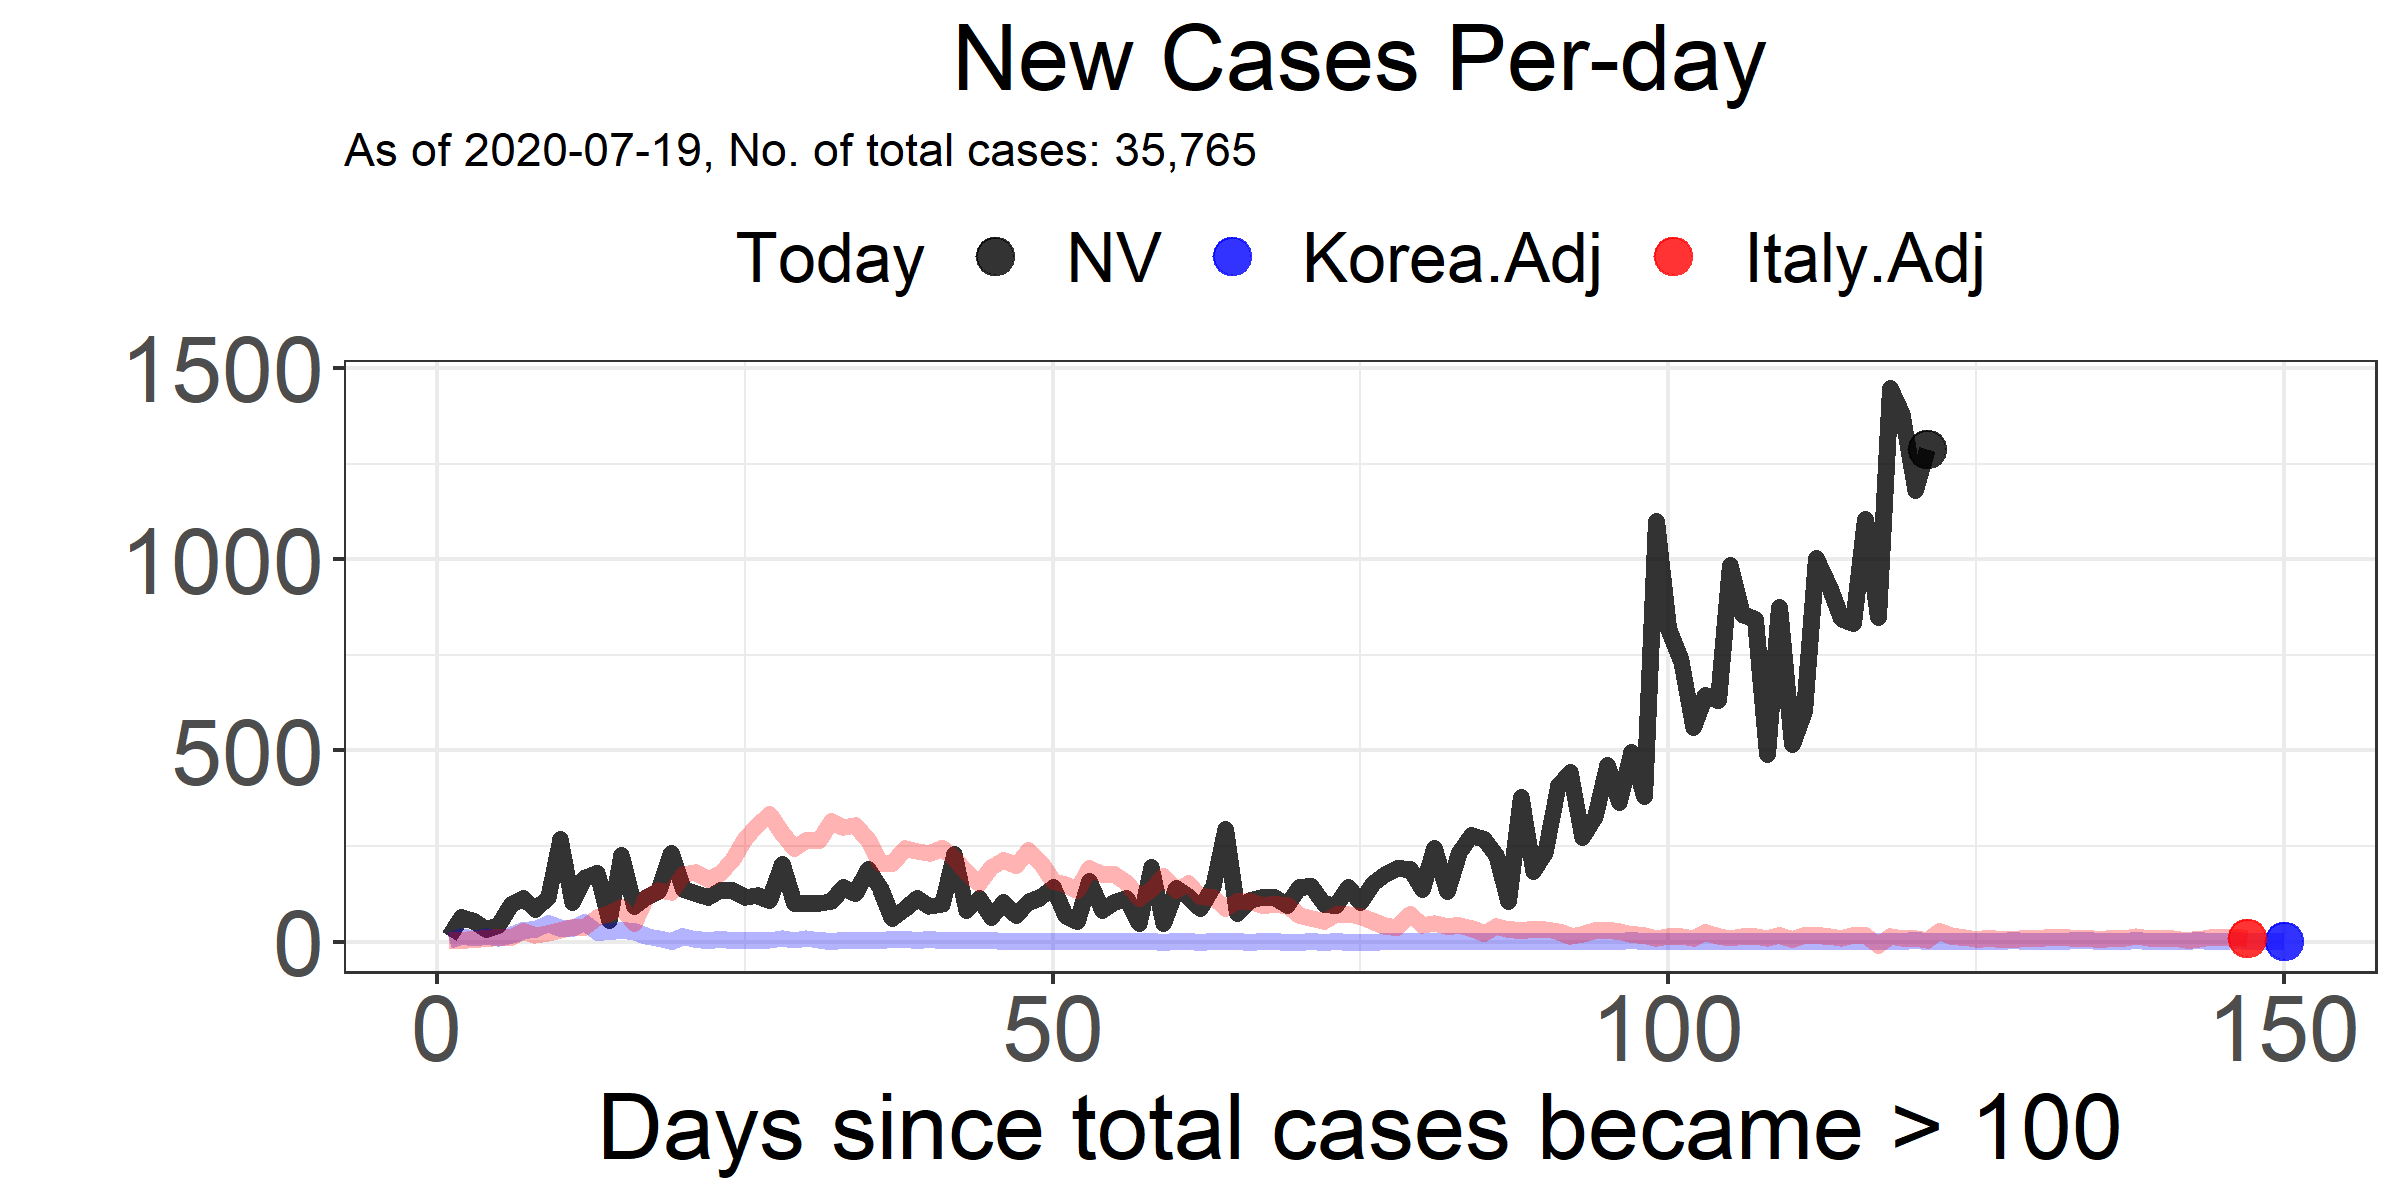 New Cases Per-day
As of 2020-07-19, No. of total cases: 35,765
Today NV Korea.Adj Italy.Adj
1500
1000
500
0
0 50 100 150
Days since total cases became > 100